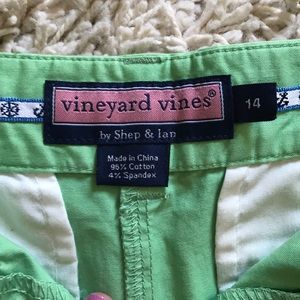 vineyard vines®
14
by Shep & Ian
Made in China
96% Cotton
4% Spandex